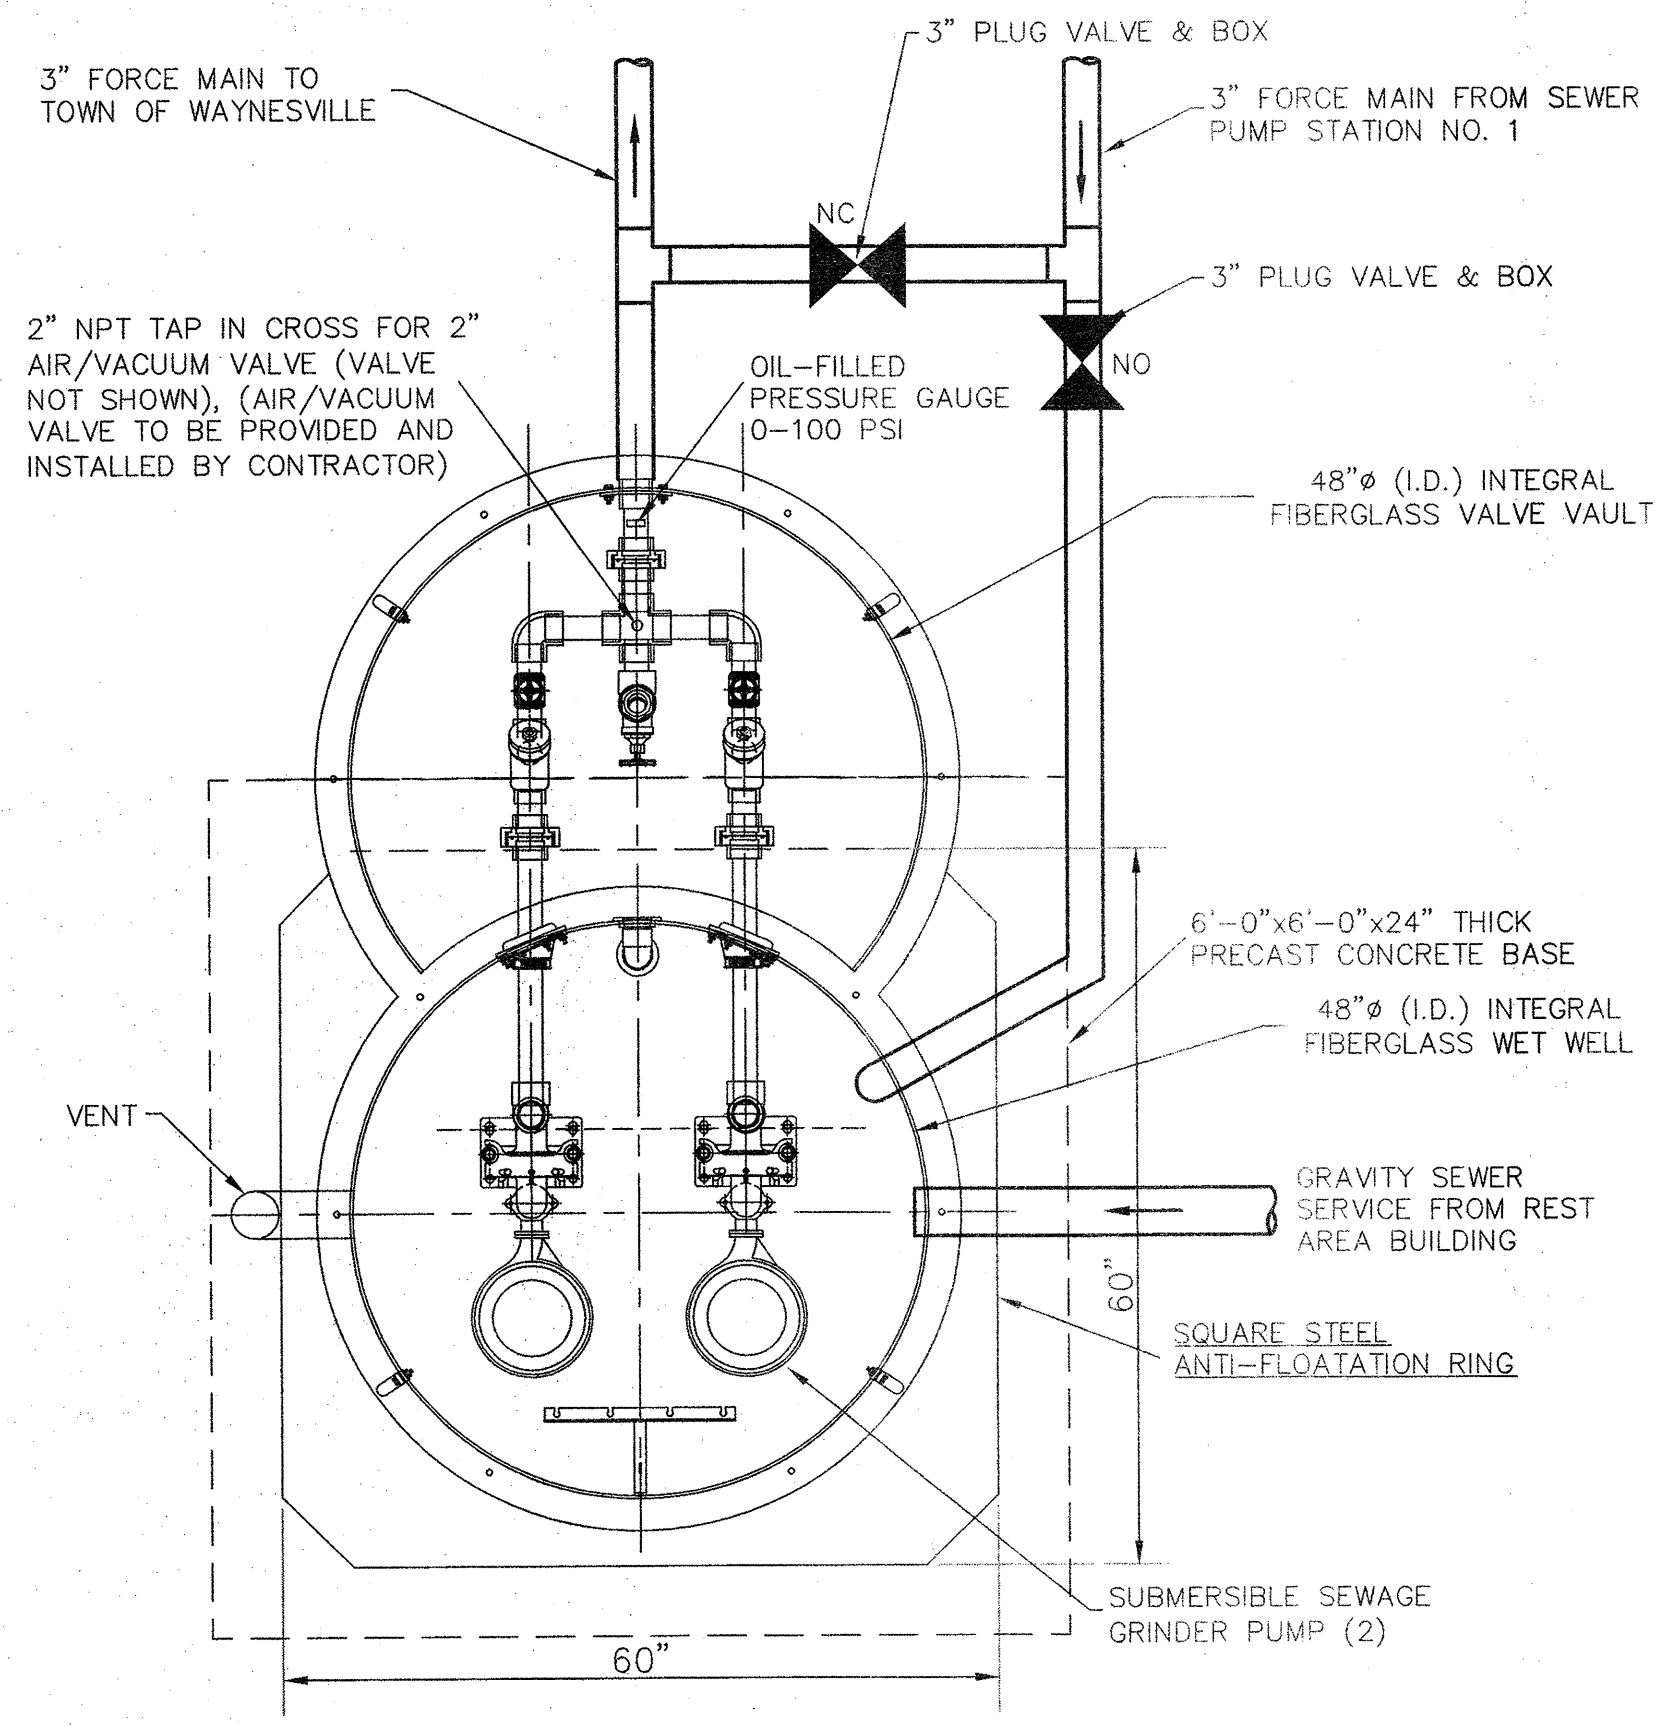 3" PLUG VALVE & BOX
3" FORCE MAIN TO
TOWN OF WAYNESVILLE
3" FORCE MAIN FROM SEWER
PUMP STATION NO. 1
NC
3" PLUG VALVE & BOX
NO
2" NPT TAP IN CROSS FOR 2"
AIR/VACUUM VALVE (VALVE
NOT SHOWN), (AIR/VACUUM
VALVE TO BE PROVIDED AND
INSTALLED BY CONTRACTOR)
OIL-FILLED
PRESSURE GAUGE
0-100 PSI
48"ø (I.D.) INTEGRAL
FIBERGLASS VALVE VAULT
6'-0"x6'-0"x24" THICK
PRECAST CONCRETE BASE
48"ø (I.D.) INTEGRAL
FIBERGLASS WET WELL
VENT
GRAVITY SEWER
SERVICE FROM REST
AREA BUILDING
60"
SQUARE STEEL
ANTI-FLOATATION RING
SUBMERSIBLE SEWAGE
GRINDER PUMP (2)
60"